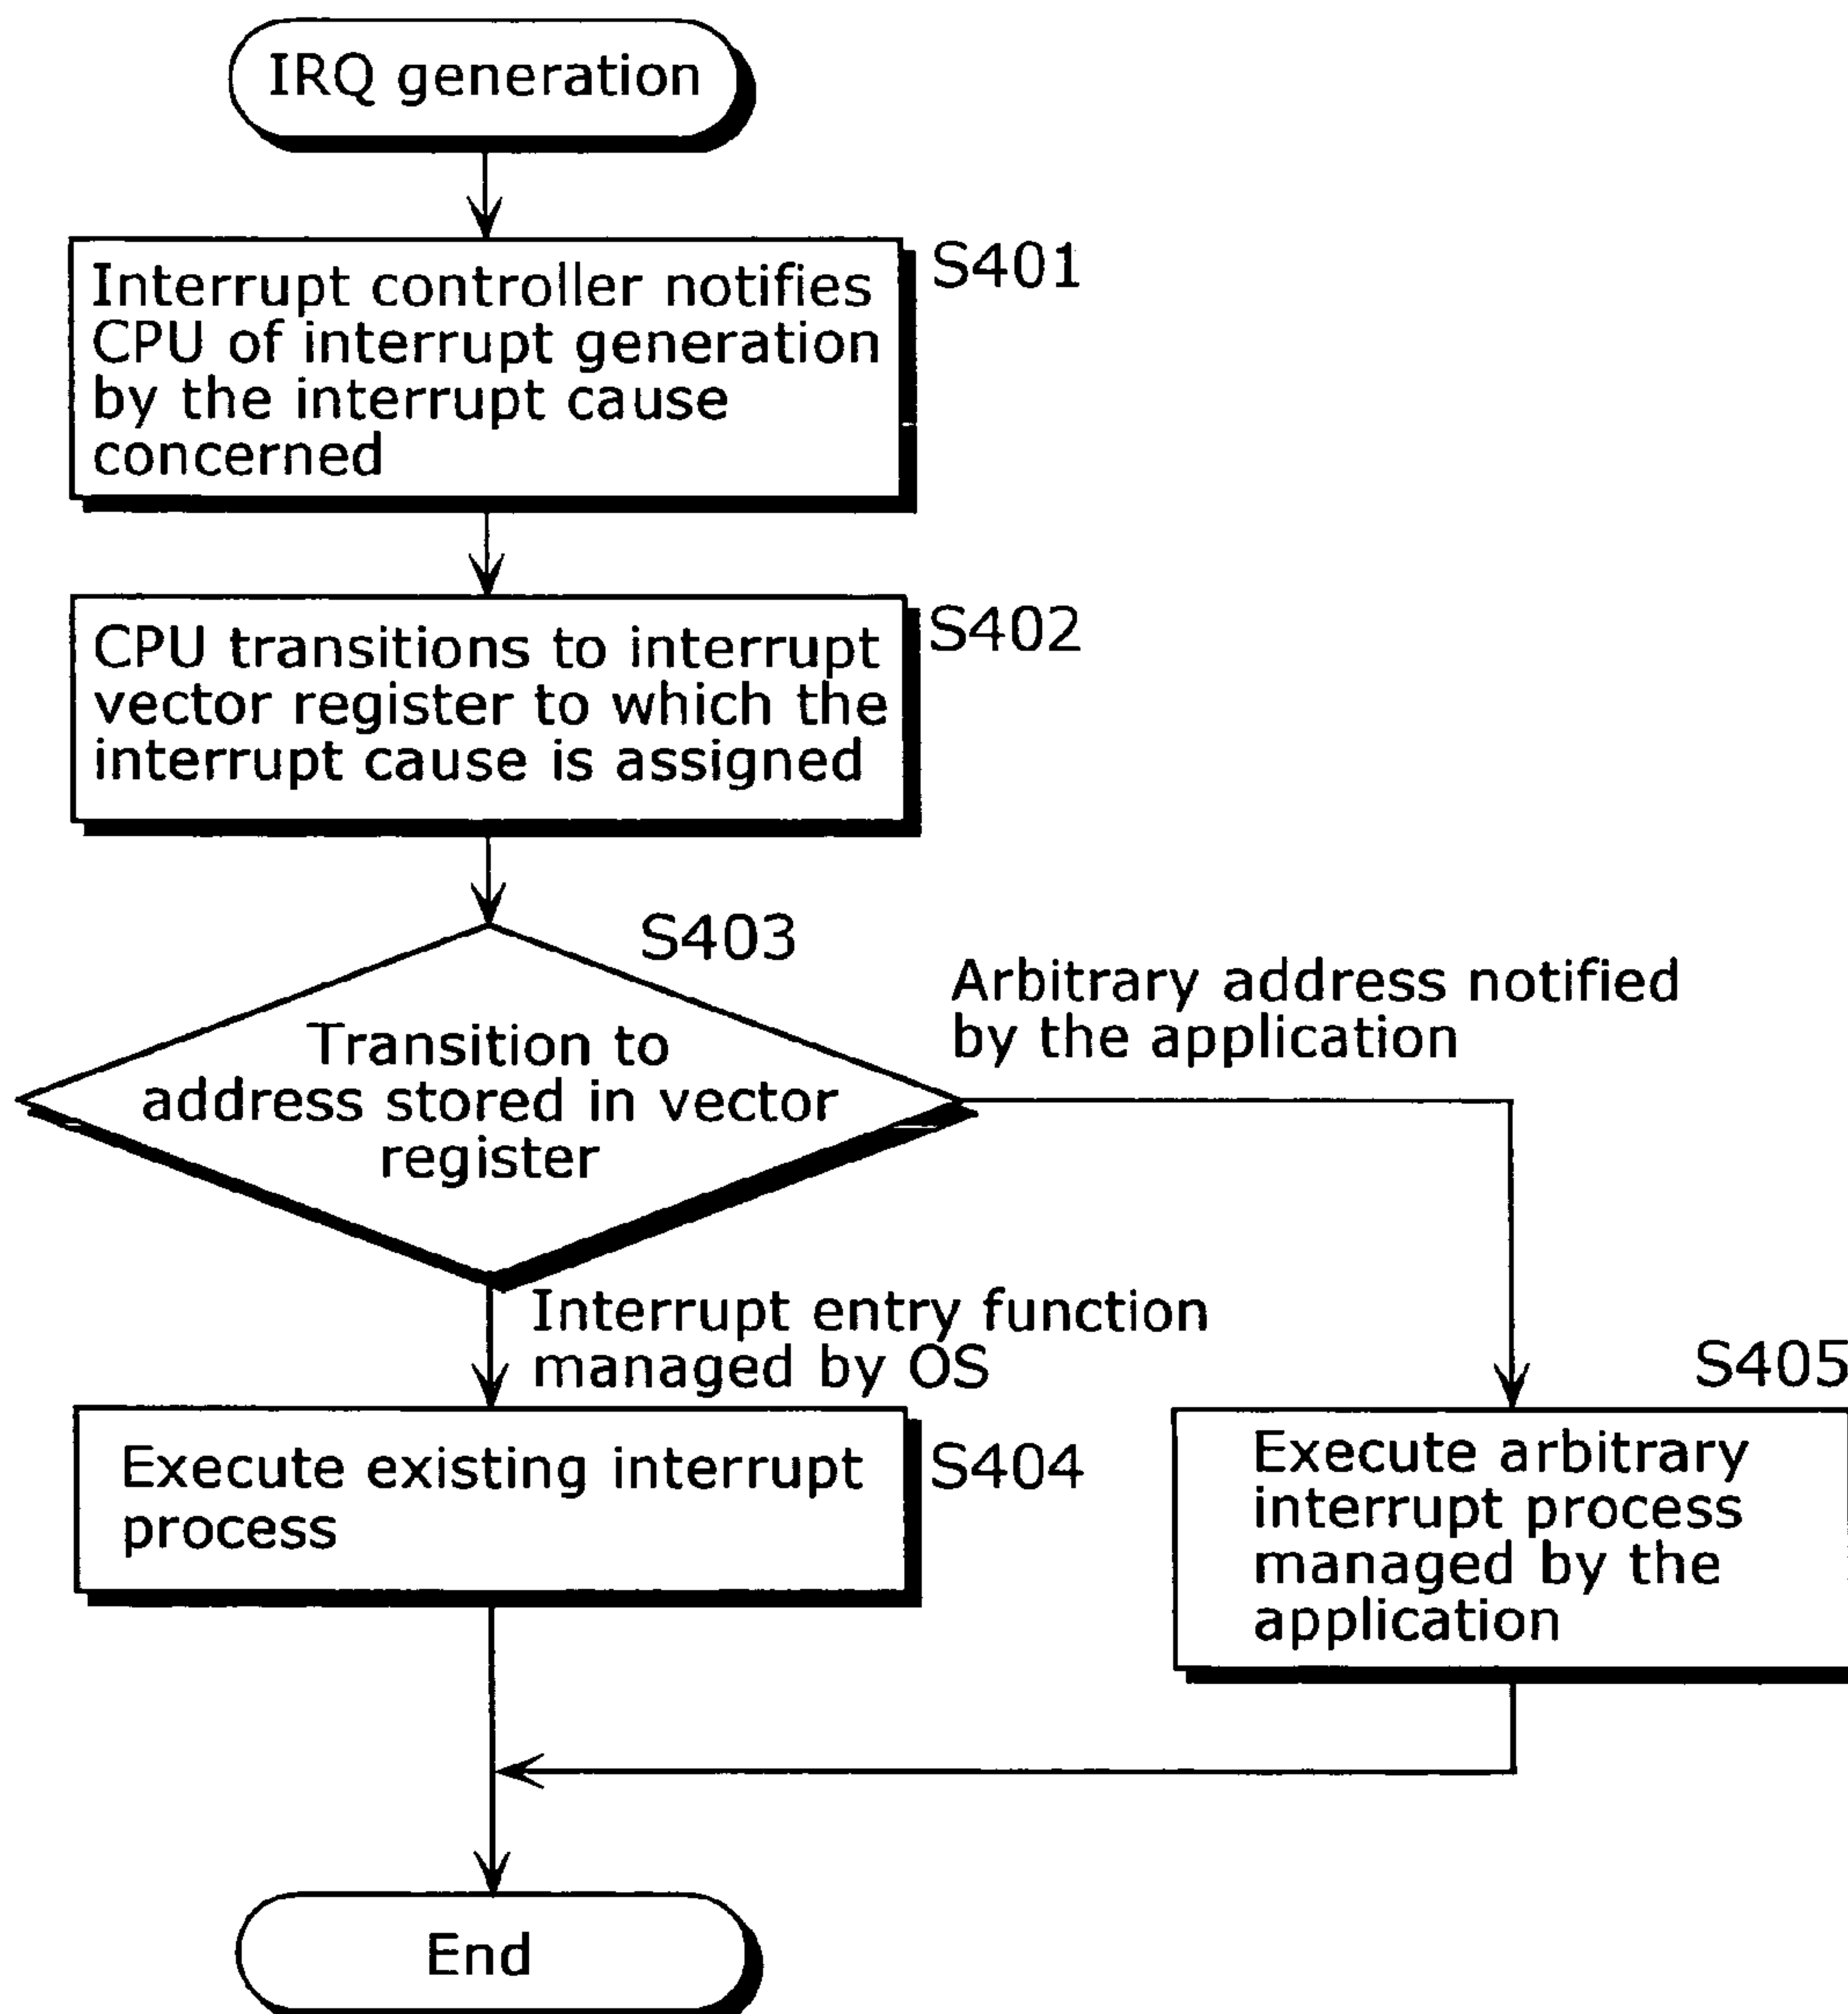 IRQ generation
Interrupt controller notifies
CPU of interrupt generation
by the interrupt cause
concerned
S401
CPU transitions to interrupt
vector register to which the
interrupt cause is assigned
S402
S403
Transition to
address stored in vector
register
Arbitrary address notified
by the application
Interrupt entry function
managed by OS
Execute existing interrupt
process
S404
S405
Execute arbitrary
interrupt process
managed by the
application
End